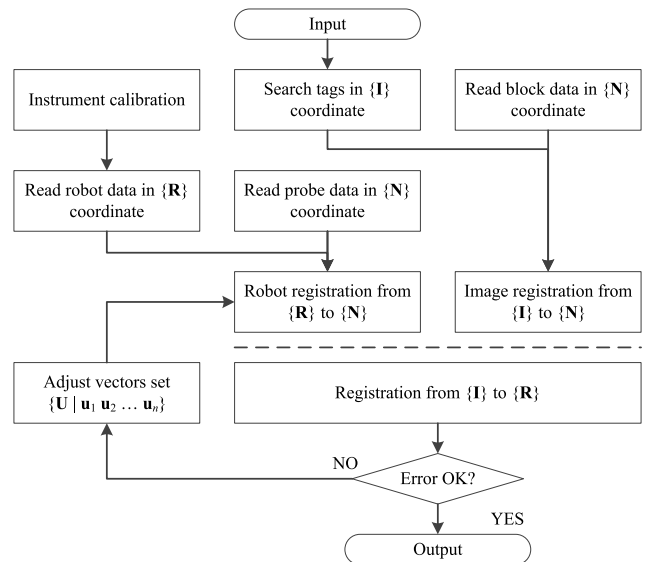 Input
Instrument calibration
Search tags in {I}
coordinate
Read block data in {N}
coordinate
Read robot data in {R}
coordinate
Read probe data in {N}
coordinate
Robot registration from
{R} to {N}
Image registration from
{I} to {N}
Adjust vectors set
{U | u₁ u₂ … uₙ}
Registration from {I} to {R}
NO
Error OK?
YES
Output